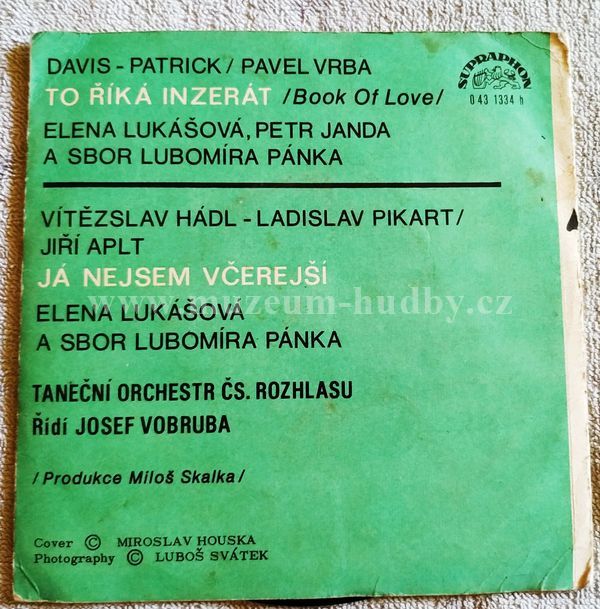 DAVIS - PATRICK / PAVEL VRBA
TO ŘÍKÁ INZERÁT /Book Of Love/
ELENA LUKÁŠOVÁ, PETR JANDA
A SBOR LUBOMÍRA PÁNKA
SUPRAPHON
0 43 1334 h
VÍTĚZSLAV HÁDL - LADISLAV PIKART/
JIŘÍ APLT
JÁ NEJSEM VČEREJŠÍ
www.muzeum-hudby.cz
ELENA LUKÁŠOVÁ
A SBOR LUBOMÍRA PÁNKA
TANEČNÍ ORCHESTR ČS. ROZHLASU
Řídí JOSEF VOBRUBA
/Produkce Miloš Skalka/
Cover © MIROSLAV HOUSKA
Photography © LUBOŠ SVÁTEK